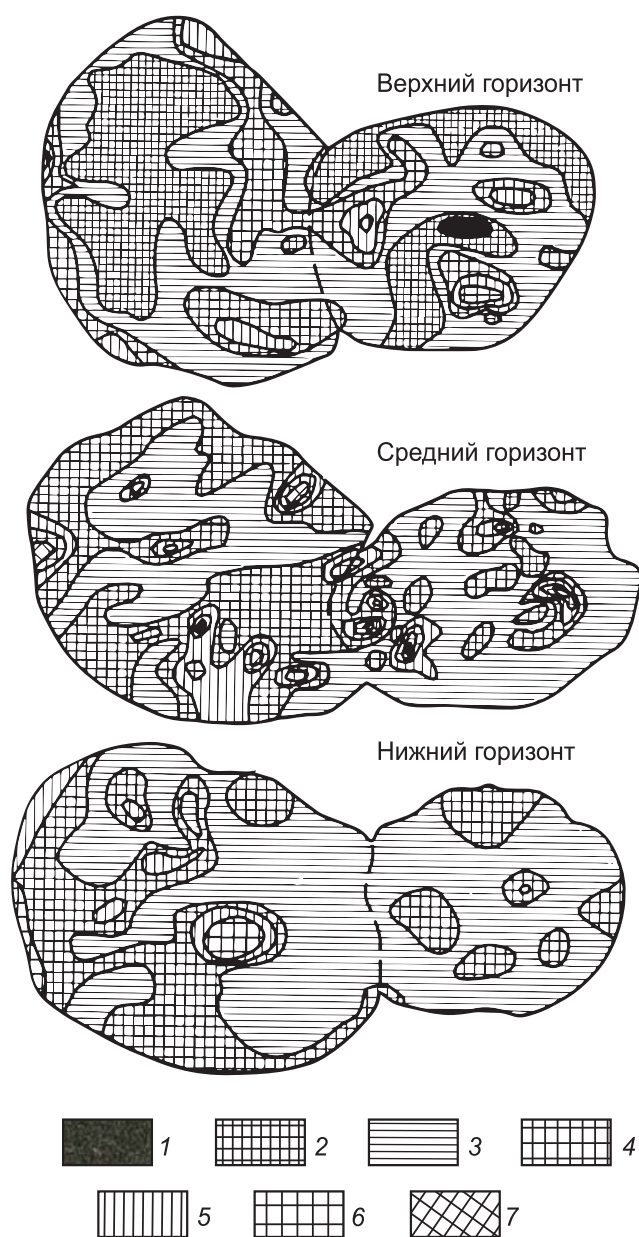 Верхний горизонт
Средний горизонт
Нижний горизонт
1 2 3 4
5 6 7